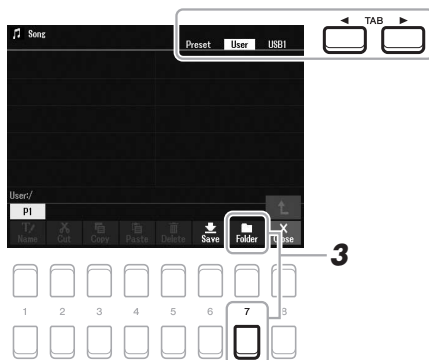 Song
Preset User USB1
◀ TAB ▶
User:/
P1
Name Cut Copy Paste Delete Save Folder Close
3
1 2 3 4 5 6 7 8